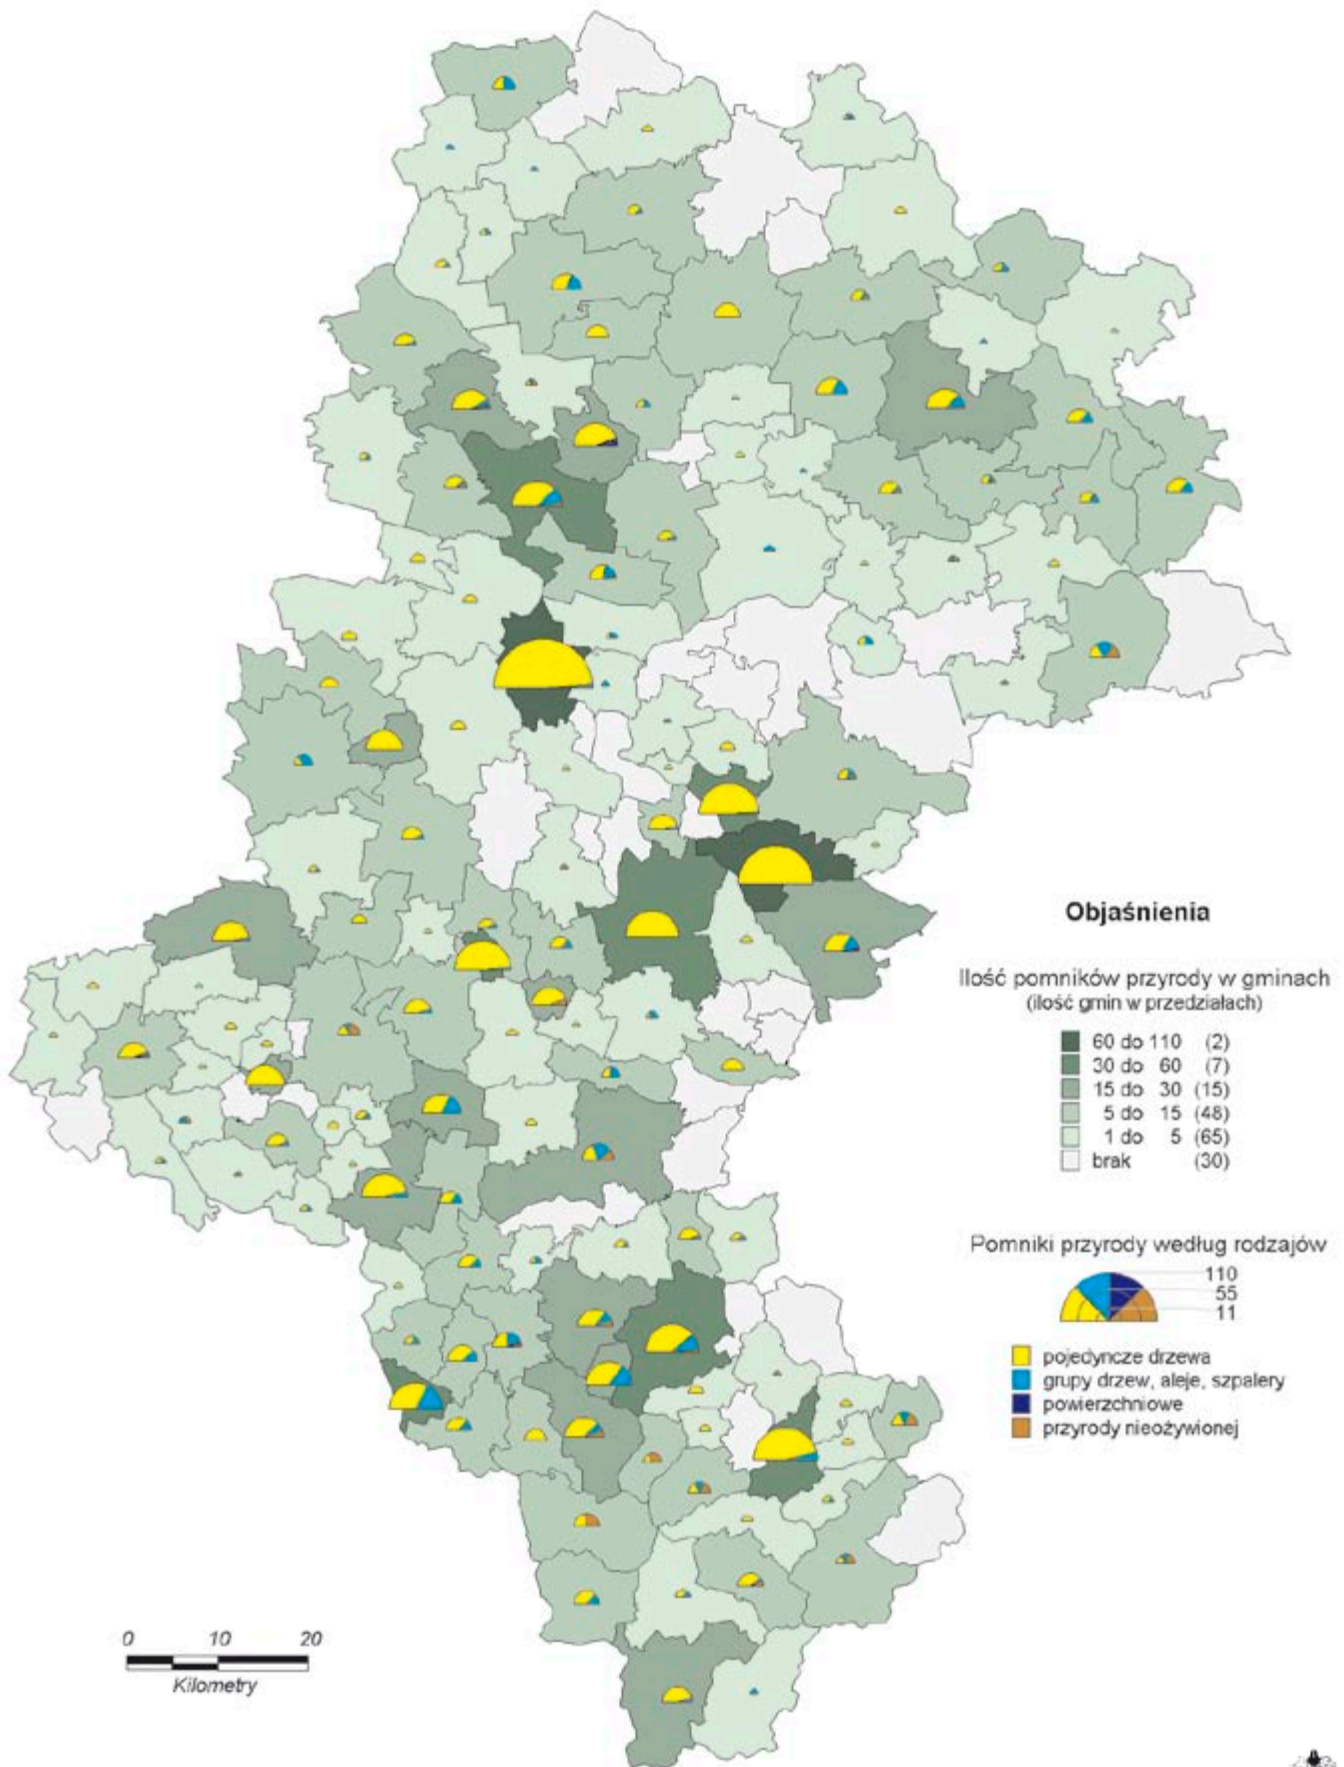 Objaśnienia
Ilość pomników przyrody w gminach
(ilość gmin w przedziałach)
60 do 110 (2)
30 do 60 (7)
15 do 30 (15)
5 do 15 (48)
1 do 5 (65)
brak (30)
Pomniki przyrody według rodzajów
110
55
11
pojedyncze drzewa
grupy drzew, aleje, szpalery
powierzchniowe
przyrody nieożywionej
0 10 20
Kilometry